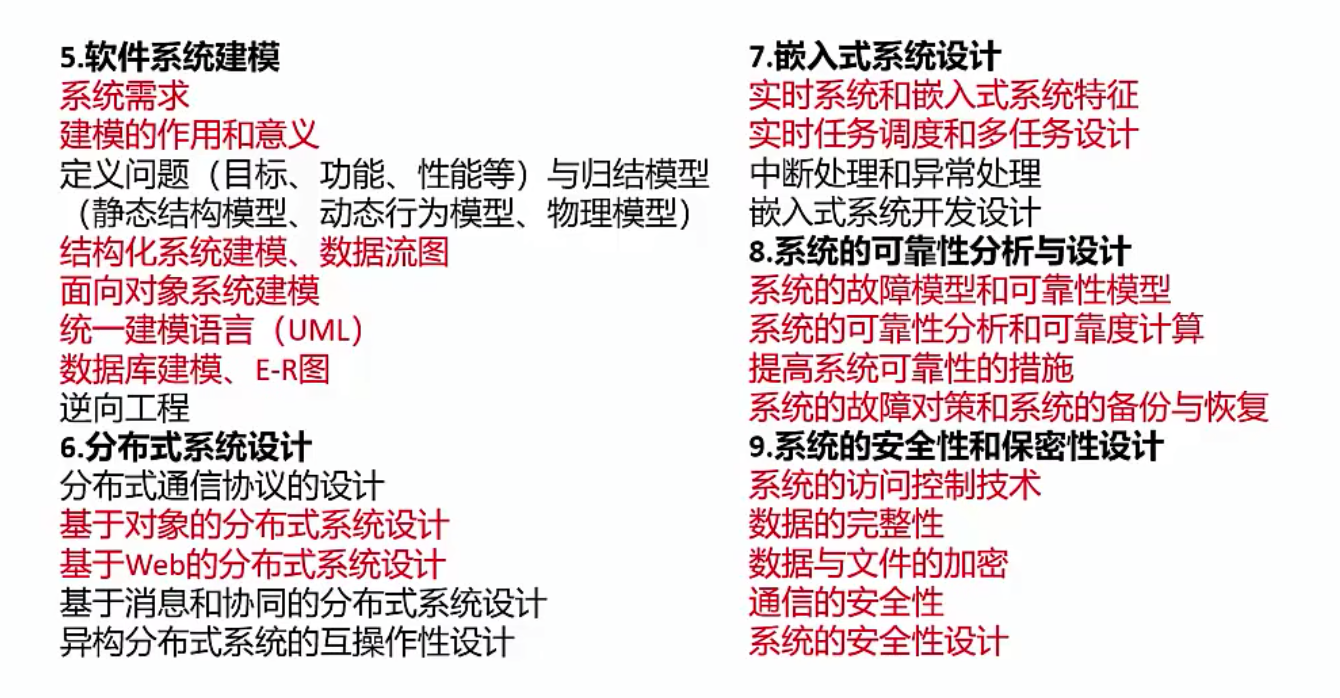 5.软件系统建模
系统需求
建模的作用和意义
定义问题（目标、功能、性能等）与归结模型
（静态结构模型、动态行为模型、物理模型）
结构化系统建模、数据流图
面向对象系统建模
统一建模语言（UML）
数据库建模、E-R图
逆向工程
6.分布式系统设计
分布式通信协议的设计
基于对象的分布式系统设计
基于Web的分布式系统设计
基于消息和协同的分布式系统设计
异构分布式系统的互操作性设计
7.嵌入式系统设计
实时系统和嵌入式系统特征
实时任务调度和多任务设计
中断处理和异常处理
嵌入式系统开发设计
8.系统的可靠性分析与设计
系统的故障模型和可靠性模型
系统的可靠性分析和可靠度计算
提高系统可靠性的措施
系统的故障对策和系统的备份与恢复
9.系统的安全性和保密性设计
系统的访问控制技术
数据的完整性
数据与文件的加密
通信的安全性
系统的安全性设计